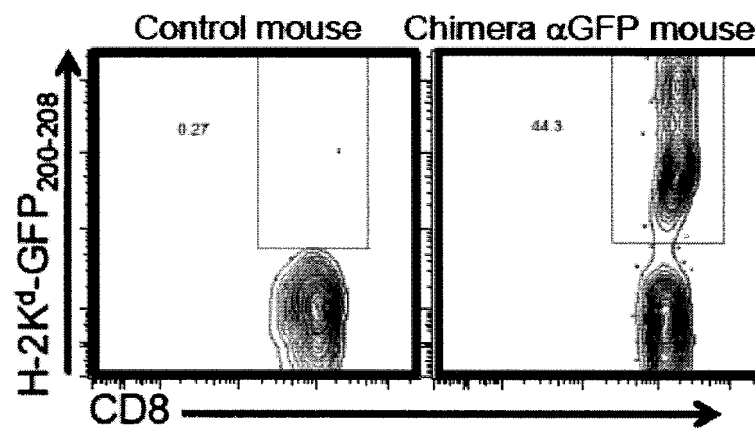 Control mouse
Chimera αGFP mouse
0.27
44.3
H-2Kᵈ-GFP₂₀₀₋₂₀₈
CD8